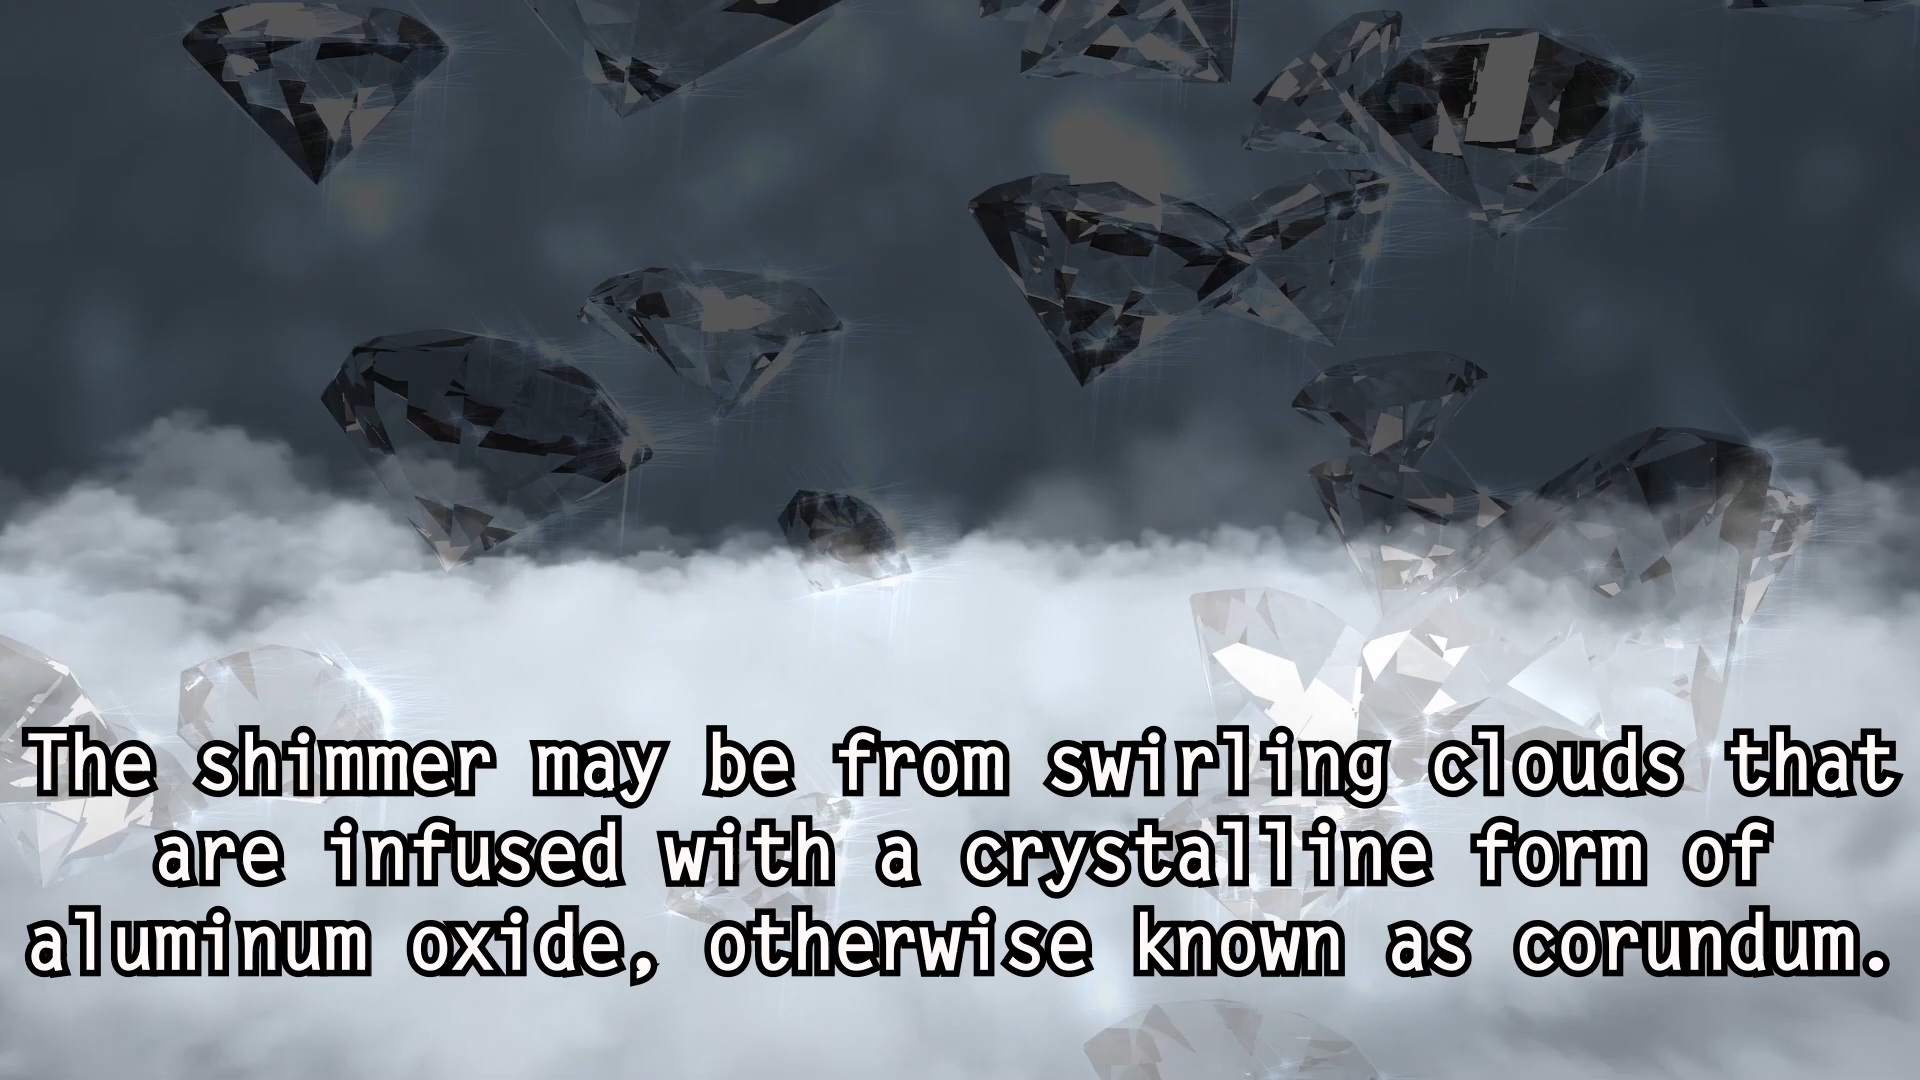 The shimmer may be from swirling clouds that
are infused with a crystalline form of
aluminum oxide, otherwise known as corundum.